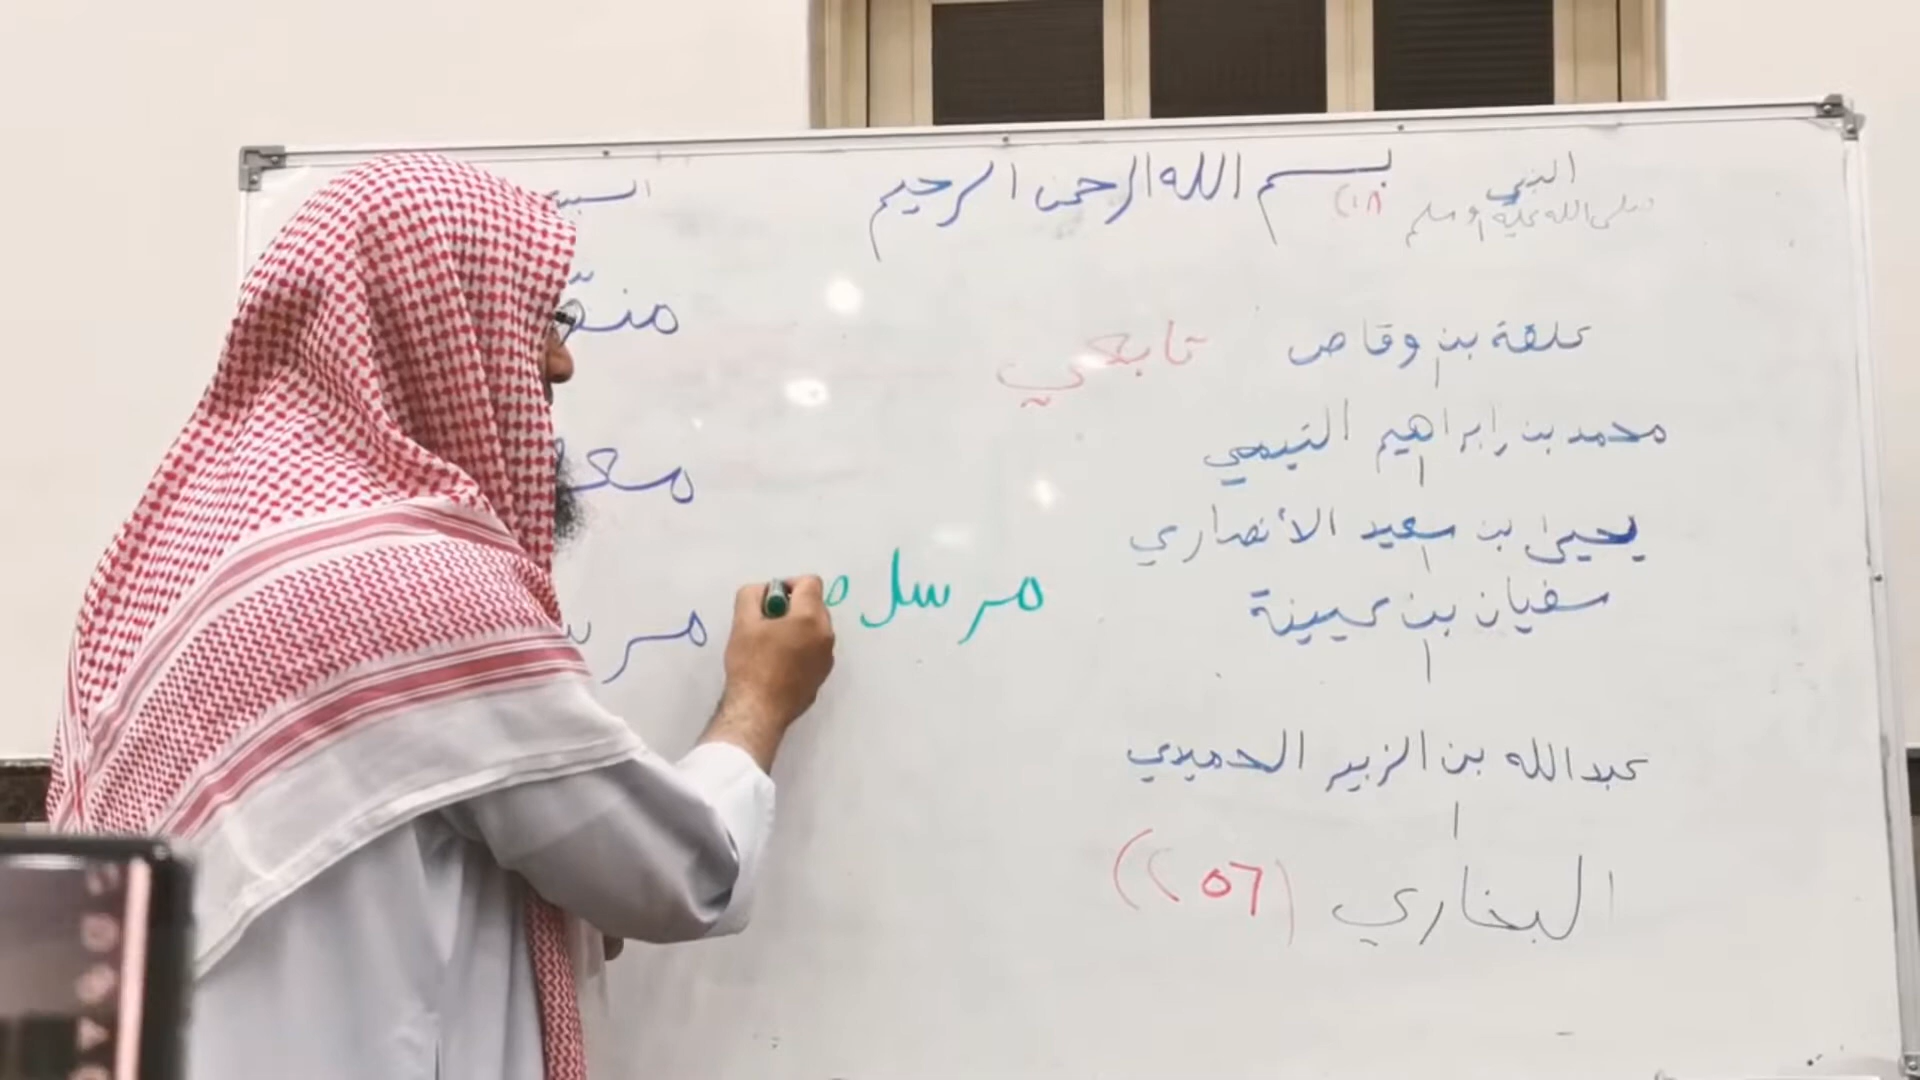 بسم الله الرحمن الرحيم
النبي
صلى الله عليه وسلم
(١٨
علقمة بن وقاص
تابعي
محمد بن إبراهيم التيمي
يحيى بن سعيد الأنصاري
سفيان بن عيينة
عبدالله بن الزبير الحميدي
البخاري (٢٥٦)
مرسل